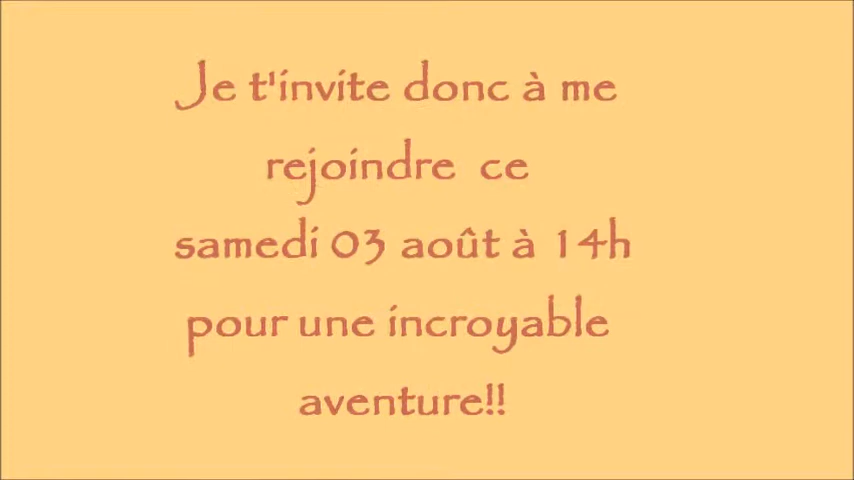 Je t'invite donc à me
rejoindre ce
samedi 03 août à 14h
pour une incroyable
aventure!!